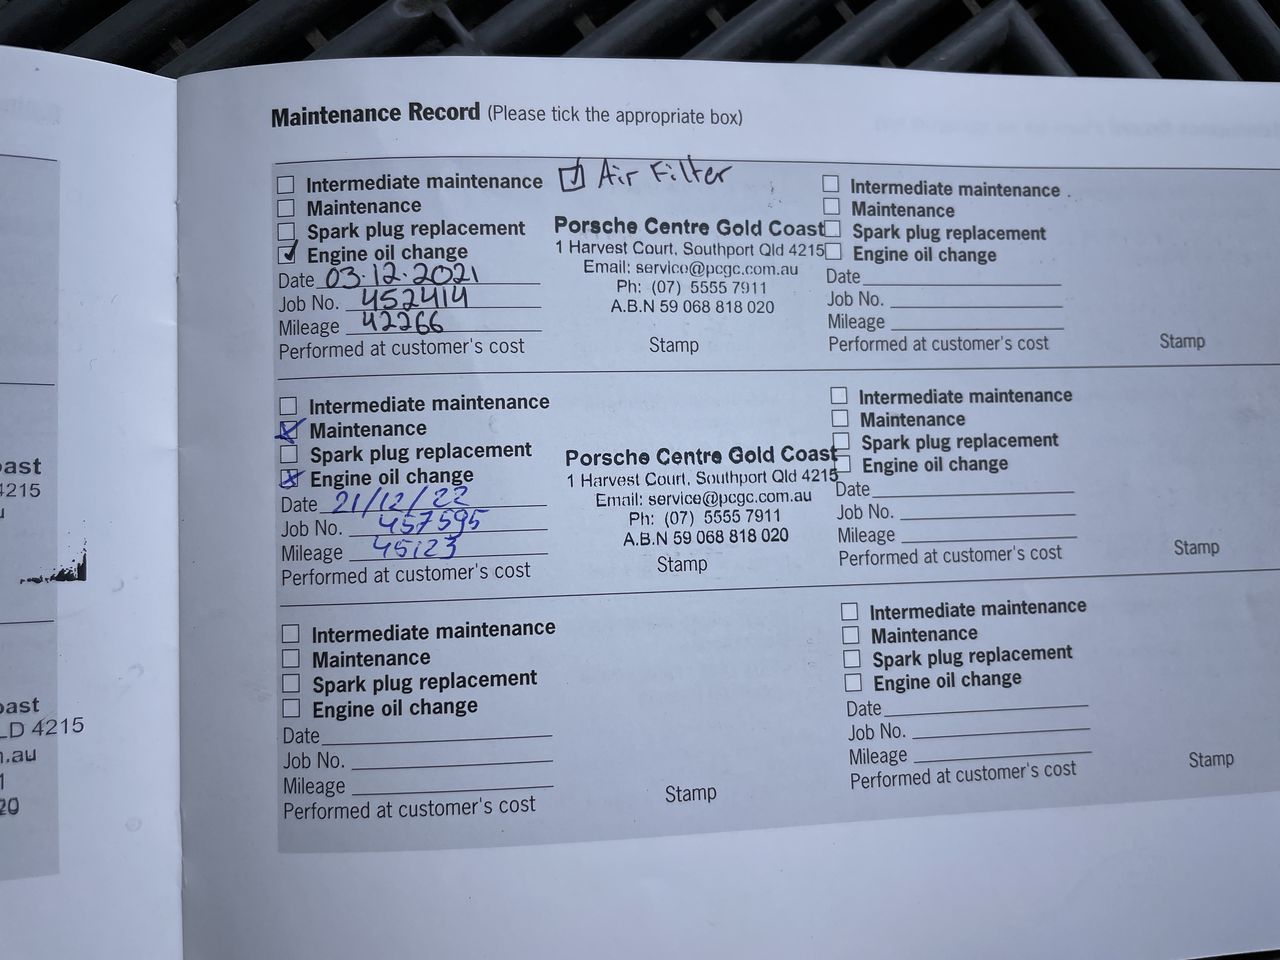 Maintenance Record (Please tick the appropriate box)
Intermediate maintenance
Maintenance
Spark plug replacement
Engine oil change
Date 03.12.2021
Job No. 452414
Mileage 42266
Performed at customer's cost
Air Filter
Porsche Centre Gold Coast
1 Harvest Court, Southport Qld 4215
Email: service@pcgc.com.au
Ph: (07) 5555 7911
A.B.N 59 068 818 020
Stamp
Intermediate maintenance
Maintenance
Spark plug replacement
Engine oil change
Date
Job No.
Mileage
Performed at customer's cost
Stamp
Intermediate maintenance
Maintenance
Spark plug replacement
Engine oil change
Date 21/12/22
Job No. 457595
Mileage 45123
Performed at customer's cost
Porsche Centre Gold Coast
1 Harvest Court, Southport Qld 4215
Email: service@pcgc.com.au
Ph: (07) 5555 7911
A.B.N 59 068 818 020
Stamp
Intermediate maintenance
Maintenance
Spark plug replacement
Engine oil change
Date
Job No.
Mileage
Performed at customer's cost
Stamp
Intermediate maintenance
Maintenance
Spark plug replacement
Engine oil change
Date
Job No.
Mileage
Performed at customer's cost
Stamp
Intermediate maintenance
Maintenance
Spark plug replacement
Engine oil change
Date
Job No.
Mileage
Performed at customer's cost
Stamp